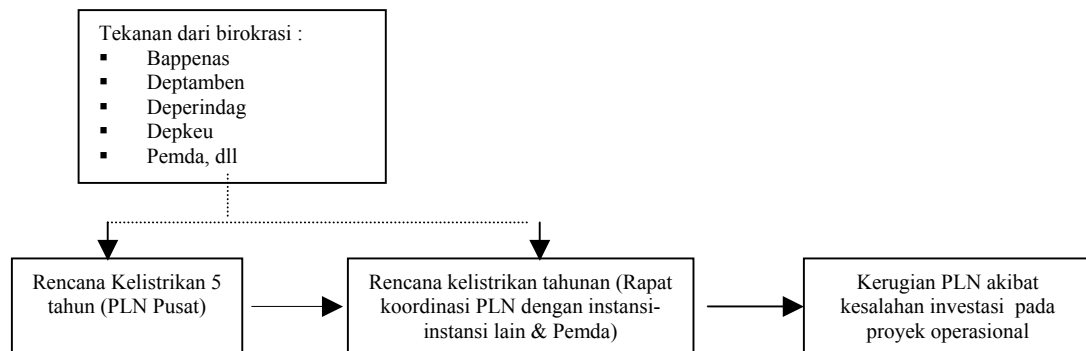 Tekanan dari birokrasi :
▪ Bappenas
▪ Deptamben
▪ Deperindag
▪ Depkeu
▪ Pemda, dll
Rencana Kelistrikan 5
tahun (PLN Pusat)
Rencana kelistrikan tahunan (Rapat
koordinasi PLN dengan instansi-
instansi lain & Pemda)
Kerugian PLN akibat
kesalahan investasi pada
proyek operasional